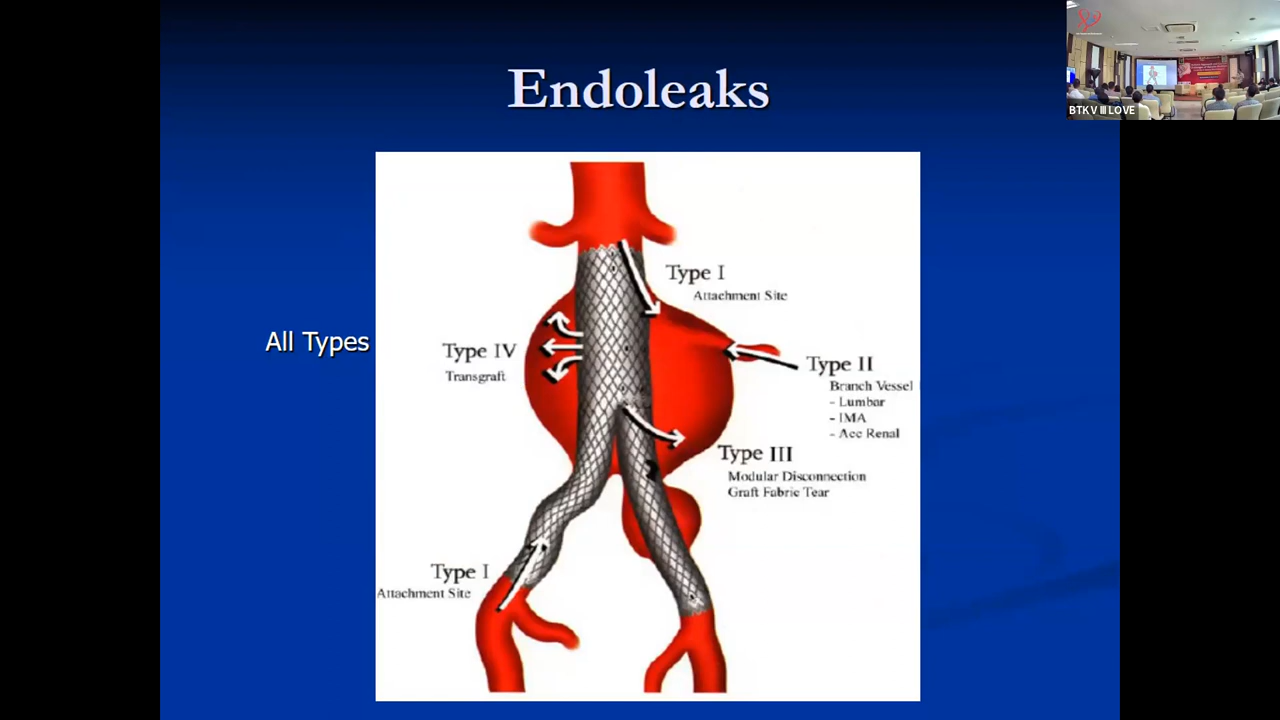 Endoleaks
BTKV III LOVE
All Types
Type I
Attachment Site
Type IV
Transgraft
Type II
Branch Vessel
- Lumbar
- IMA
- Acc Renal
Type III
Modular Disconnection
Graft Fabric Tear
Type I
Attachment Site